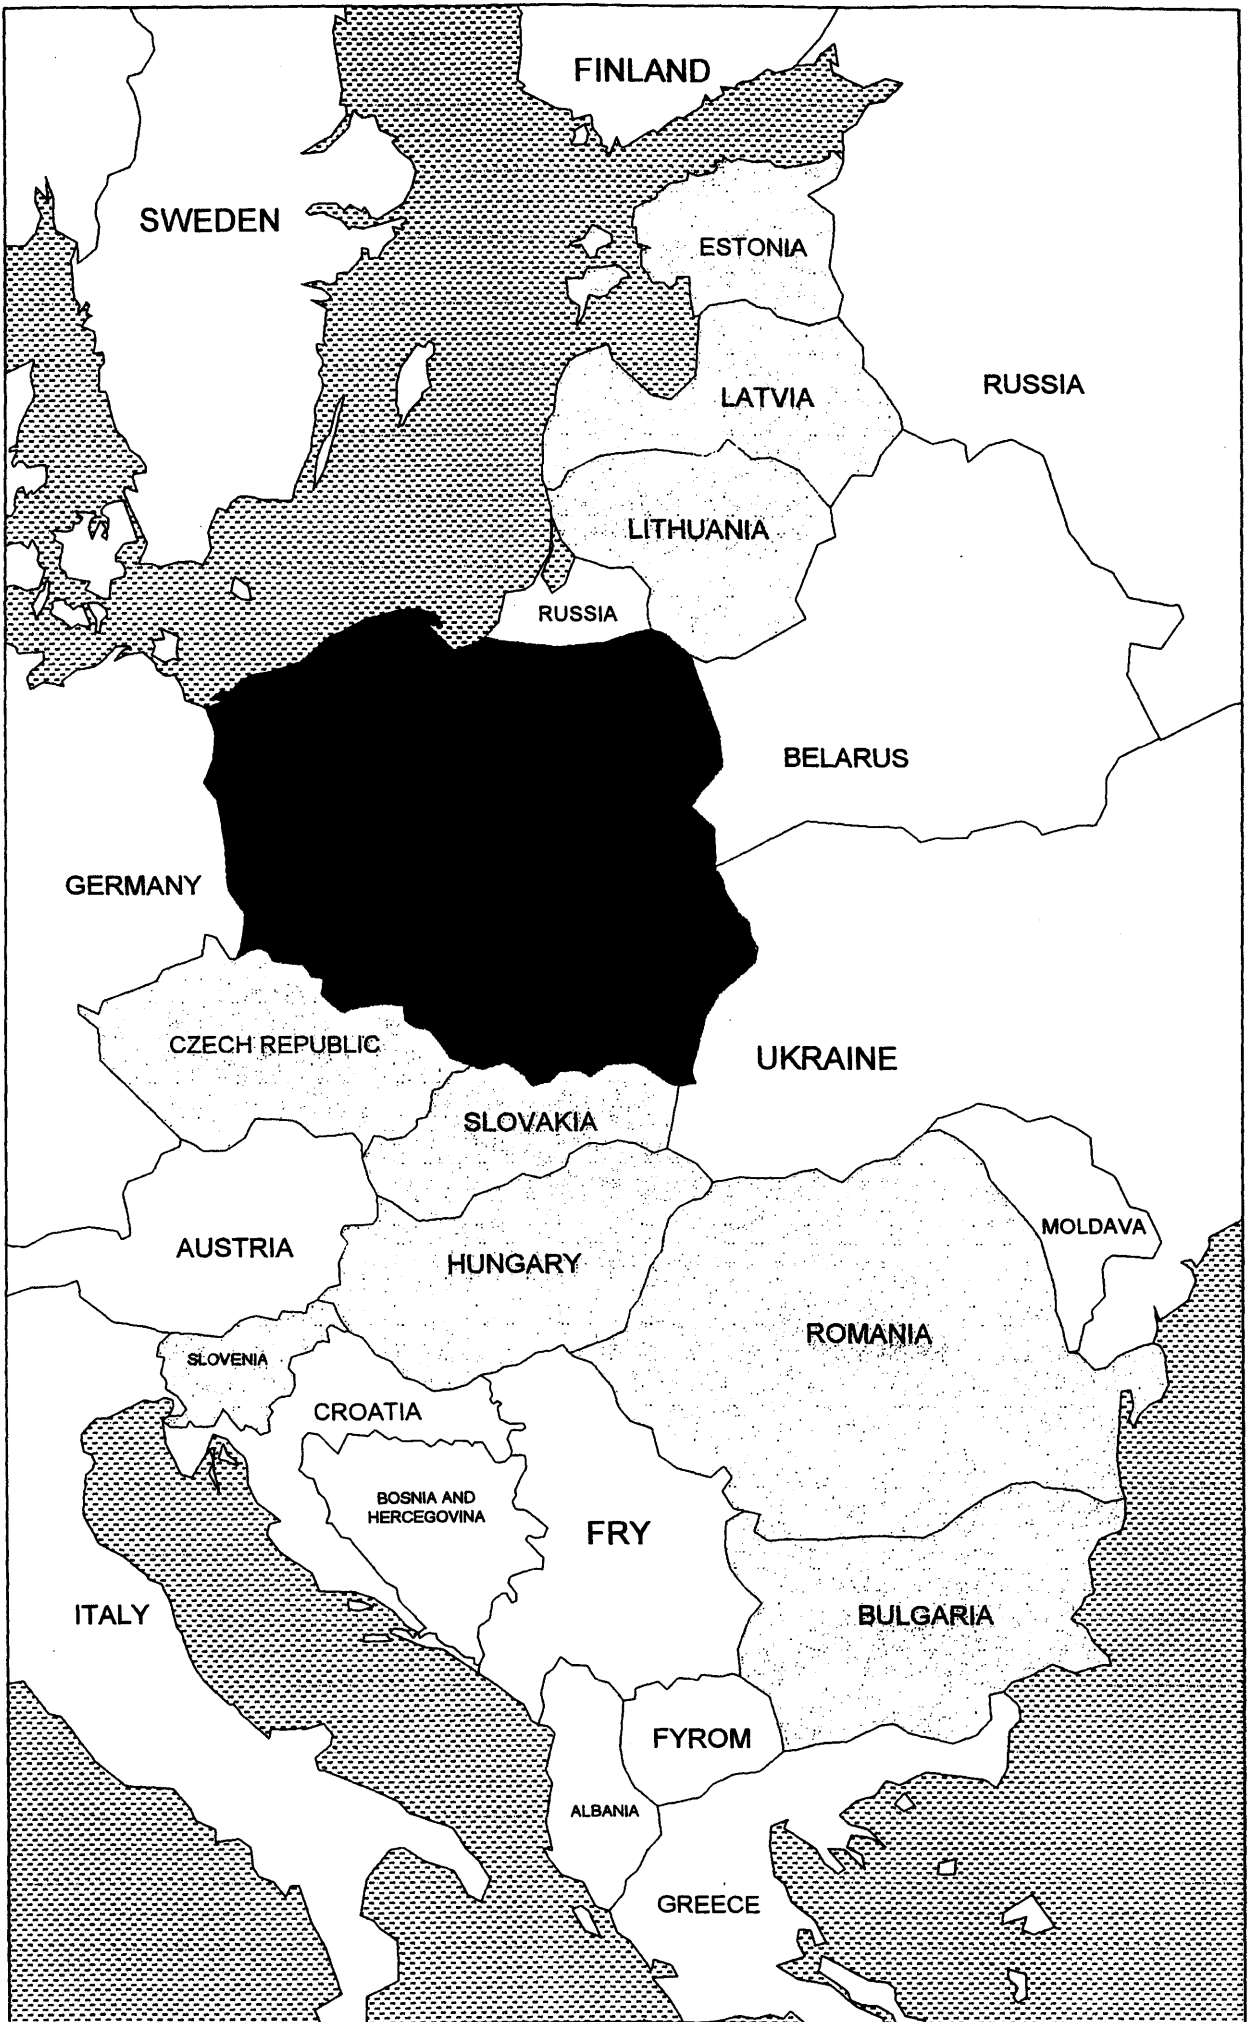 FINLAND
SWEDEN
ESTONIA
RUSSIA
LATVIA
LITHUANIA
RUSSIA
BELARUS
GERMANY
CZECH REPUBLIC
UKRAINE
SLOVAKIA
MOLDAVA
AUSTRIA
HUNGARY
ROMANIA
SLOVENIA
CROATIA
BOSNIA AND
HERCEGOVINA
FRY
ITALY
BULGARIA
FYROM
ALBANIA
GREECE